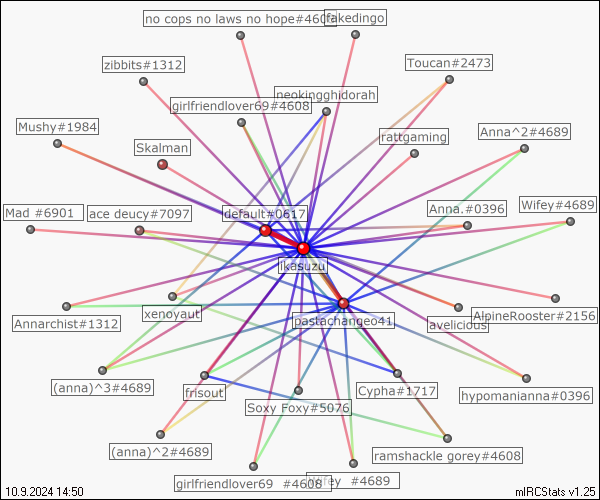 no cops no laws no hope#4608
fakedingo
zibbits#1312
Toucan#2473
girlfriendlover69#4608
neokingghidorah
Mushy#1984
Skalman
rattgaming
Anna^2#4689
Mad #6901
ace deucy#7097
default#0617
Anna.#0396
Wifey#4689
ikasuzu
Annarchist#1312
xenoyaut
pastachangeo41
avelicious
AlpineRooster#2156
(anna)^3#4689
frisout
Soxy Foxy#5076
Cypha#1717
hypomanianna#0396
(anna)^2#4689
ramshackle gorey#4608
girlfriendlover69 #4608
Wifey #4689
10.9.2024 14:50
mIRCStats v1.25